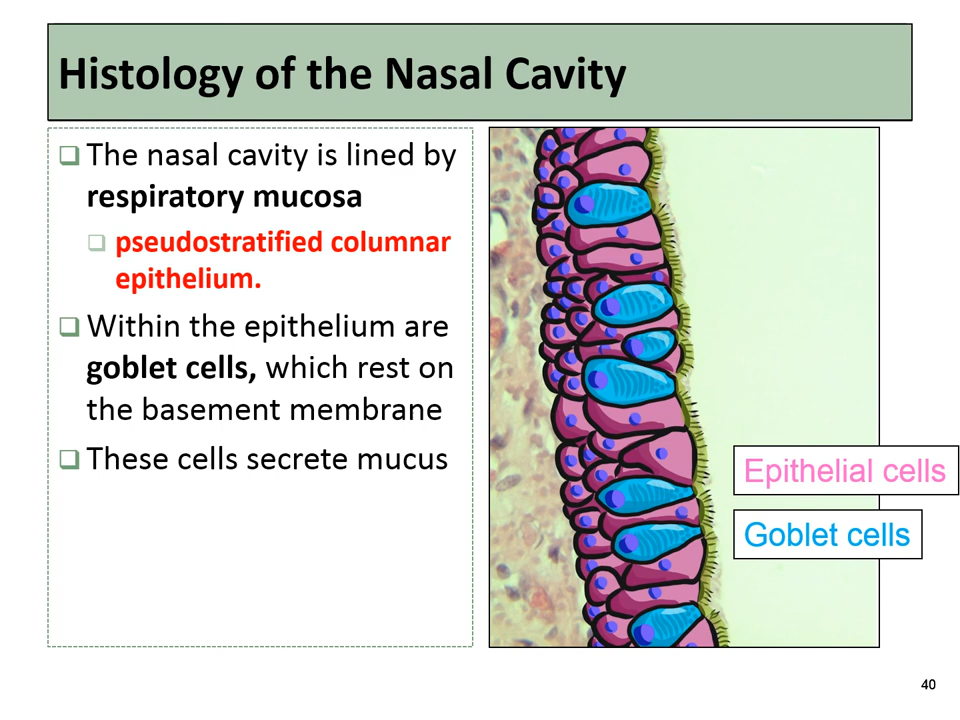 Histology of the Nasal Cavity
The nasal cavity is lined by
respiratory mucosa
pseudostratified columnar
epithelium.
Within the epithelium are
goblet cells, which rest on
the basement membrane
These cells secrete mucus
Epithelial cells
Goblet cells
40